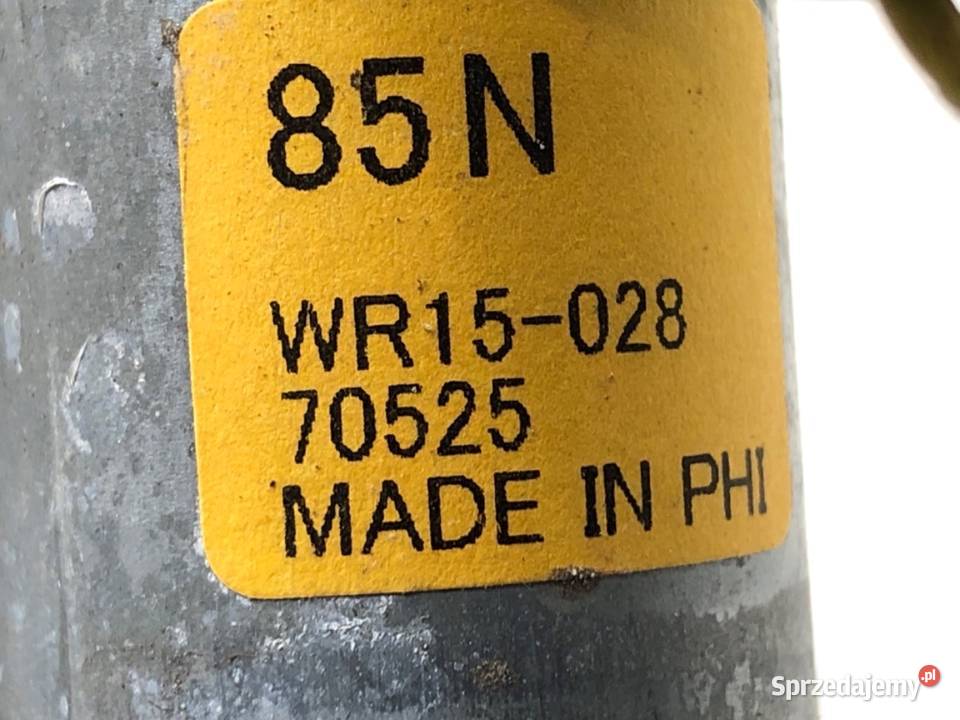 85N
WR15-028
70525
MADE IN PHI
Sprzedajemy.pl